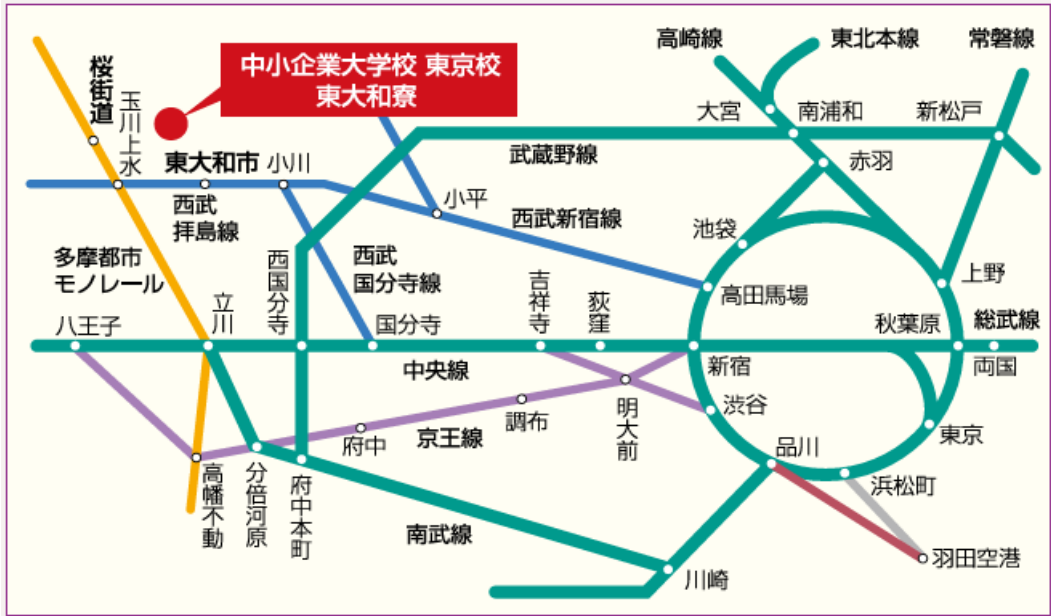 中小企業大学校 東京校
東大和寮
高崎線
東北本線
常磐線
桜街道
玉川上水
大宮
南浦和
新松戸
東大和市
小川
武蔵野線
赤羽
西武
拝島線
小平
西武新宿線
池袋
多摩都市
モノレール
西国分寺
西武
国分寺線
上野
高田馬場
八王子
立川
国分寺
吉祥寺
荻窪
秋葉原
総武線
中央線
新宿
両国
渋谷
府中
京王線
調布
明大前
品川
東京
高幡不動
分倍河原
府中本町
浜松町
南武線
羽田空港
川崎